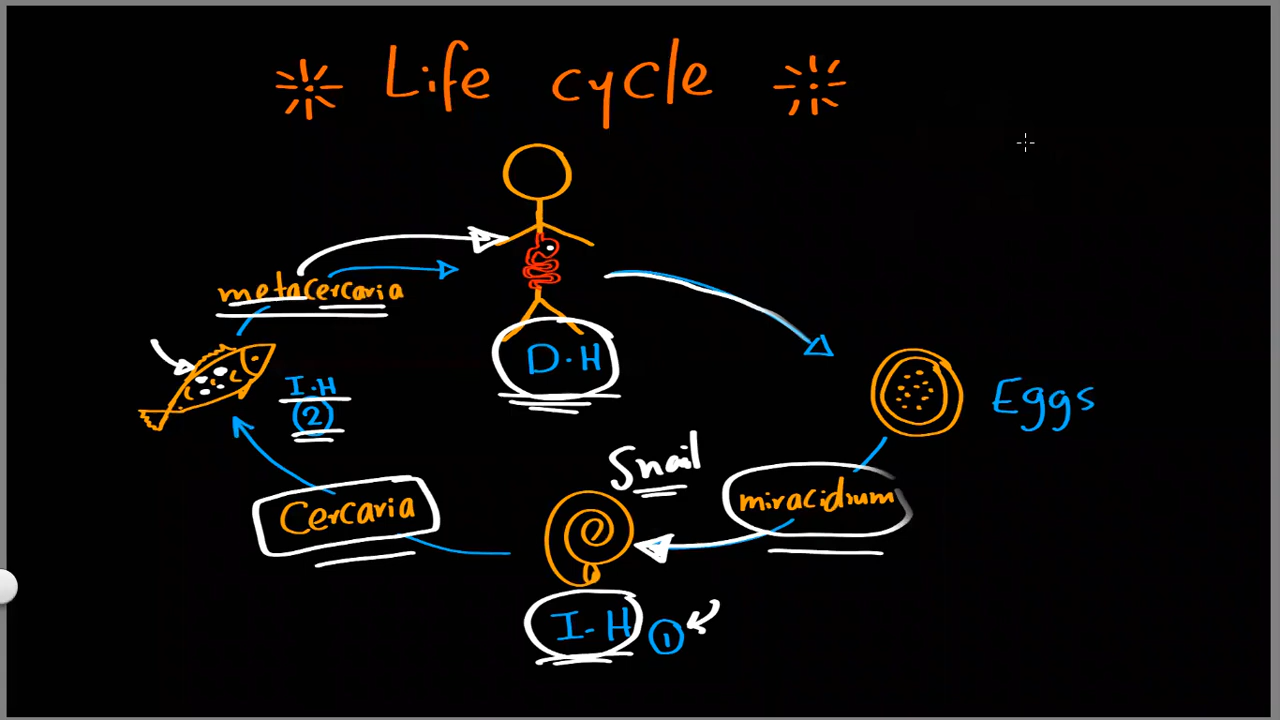 Life cycle
metacercaria
D.H
I.H
2
Eggs
Snail
miracidium
Cercaria
I-H 1